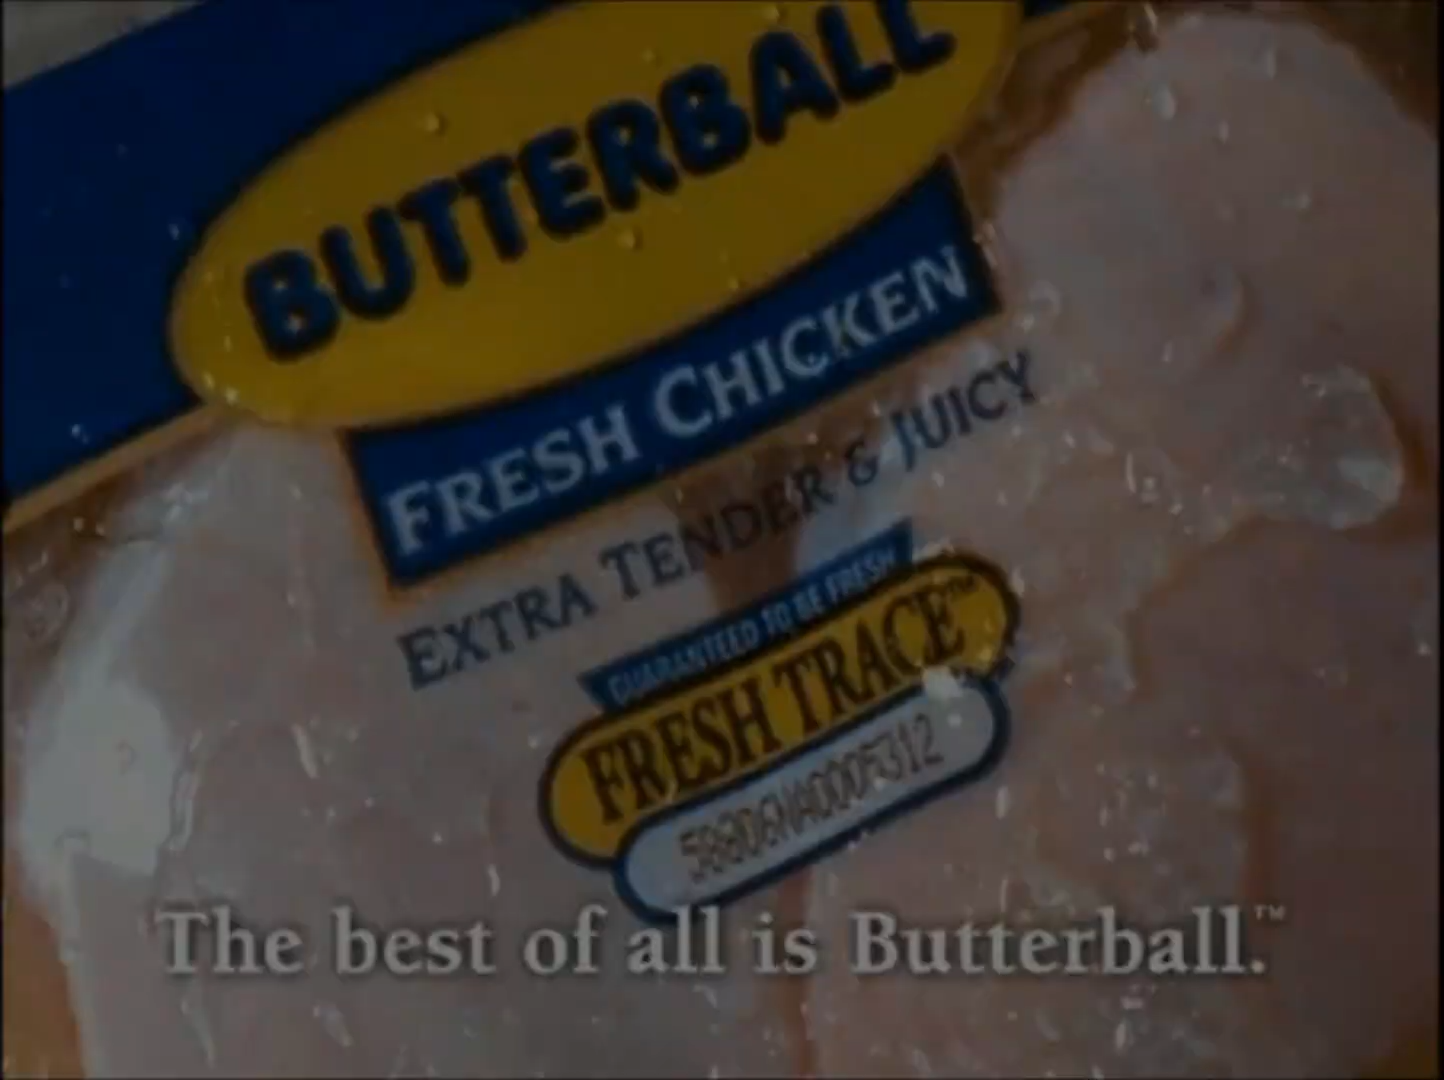 BUTTERBALL
FRESH CHICKEN
EXTRA TENDER & JUICY
GUARANTEED TO BE FRESH
FRESH TRACE™
The best of all is Butterball.™